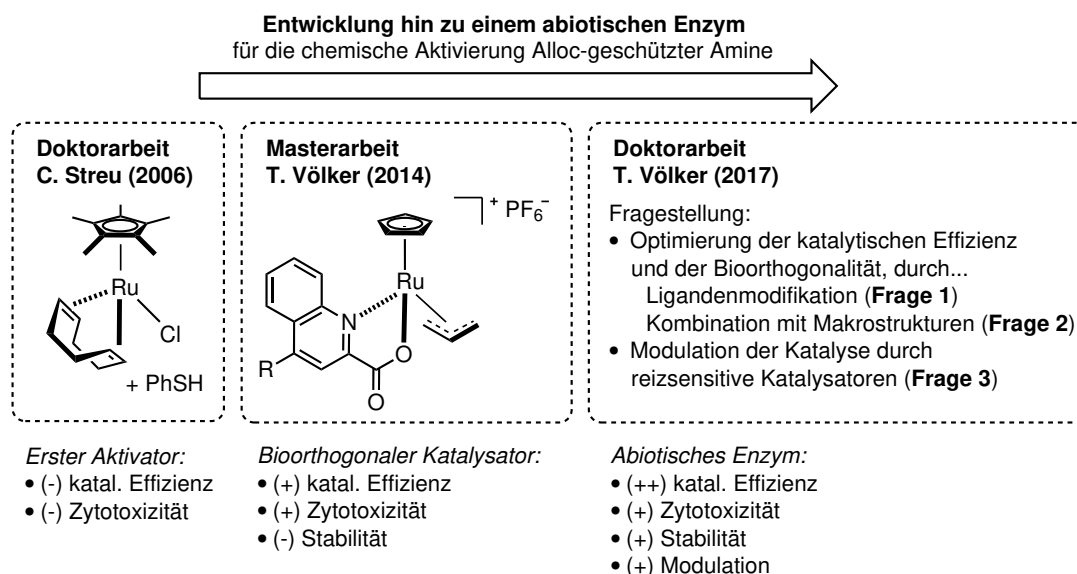 Entwicklung hin zu einem abiotischen Enzym
für die chemische Aktivierung Alloc-geschützter Amine
Doktorarbeit
C. Streu (2006)
Ru
Cl
+ PhSH
Erster Aktivator:
• (-) katal. Effizienz
• (-) Zytotoxizität
Masterarbeit
T. Völker (2014)
+ PF6−
Ru
N
O
R
O
Bioorthogonaler Katalysator:
• (+) katal. Effizienz
• (+) Zytotoxizität
• (-) Stabilität
Doktorarbeit
T. Völker (2017)
Fragestellung:
• Optimierung der katalytischen Effizienz
und der Bioorthogonalität, durch...
Ligandenmodifikation (Frage 1)
Kombination mit Makrostrukturen (Frage 2)
• Modulation der Katalyse durch
reizsensitive Katalysatoren (Frage 3)
Abiotisches Enzym:
• (++) katal. Effizienz
• (+) Zytotoxizität
• (+) Stabilität
• (+) Modulation